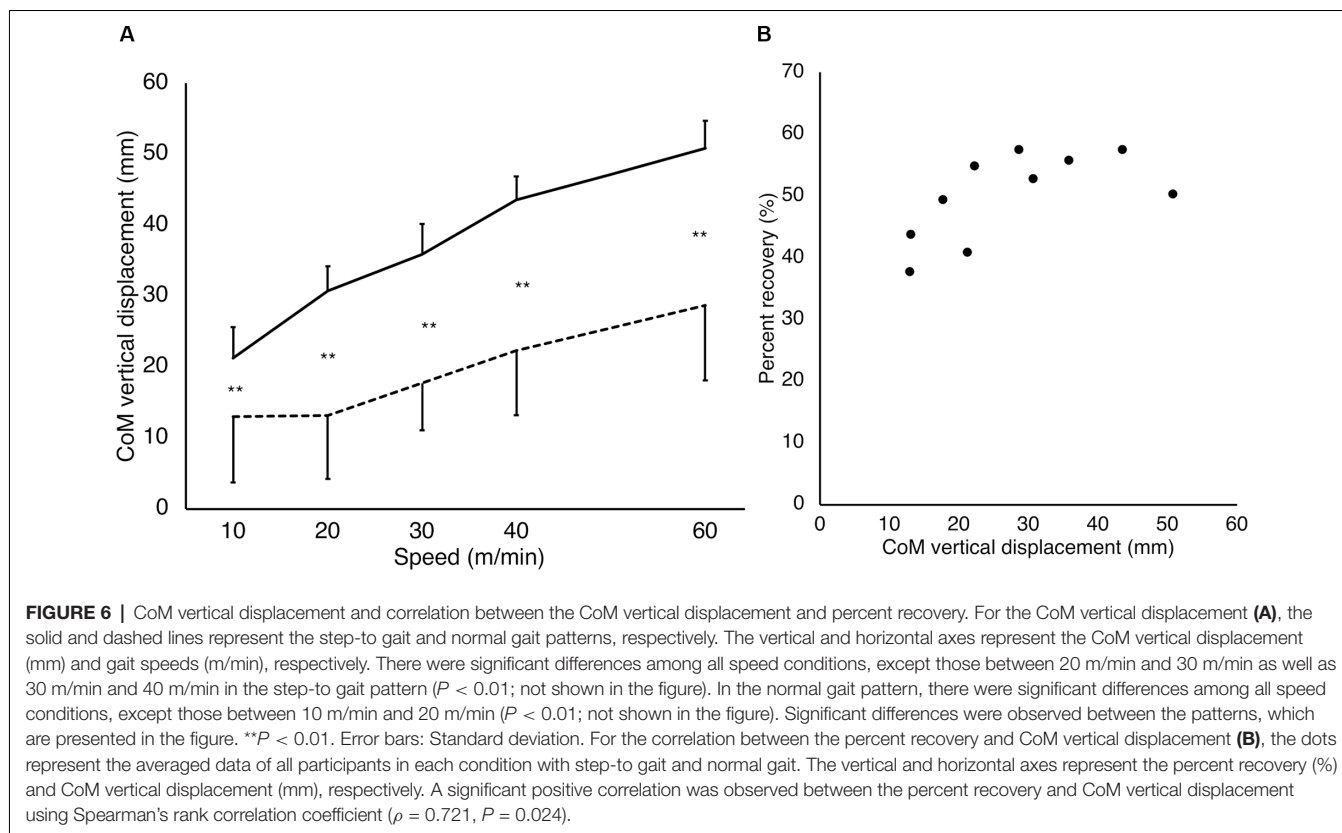 A
60
50
40
30
20
10
0
CoM vertical displacement (mm)
**
**
**
**
**
10 20 30 40 60
Speed (m/min)
B
70
60
50
40
30
20
10
0
Percent recovery (%)
0 10 20 30 40 50 60
CoM vertical displacement (mm)
FIGURE 6 | CoM vertical displacement and correlation between the CoM vertical displacement and percent recovery. For the CoM vertical displacement (A), the
solid and dashed lines represent the step-to gait and normal gait patterns, respectively. The vertical and horizontal axes represent the CoM vertical displacement
(mm) and gait speeds (m/min), respectively. There were significant differences among all speed conditions, except those between 20 m/min and 30 m/min as well as
30 m/min and 40 m/min in the step-to gait pattern (P < 0.01; not shown in the figure). In the normal gait pattern, there were significant differences among all speed
conditions, except those between 10 m/min and 20 m/min (P < 0.01; not shown in the figure). Significant differences were observed between the patterns, which
are presented in the figure. **P < 0.01. Error bars: Standard deviation. For the correlation between the percent recovery and CoM vertical displacement (B), the dots
represent the averaged data of all participants in each condition with step-to gait and normal gait. The vertical and horizontal axes represent the percent recovery (%)
and CoM vertical displacement (mm), respectively. A significant positive correlation was observed between the percent recovery and CoM vertical displacement
using Spearman's rank correlation coefficient (ρ = 0.721, P = 0.024).